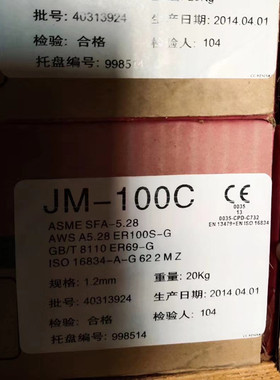 20Kg
批号: 40313924 生产日期: 2014.04.01
检验: 合格 检验人: 104
托盘编号: 998514
JM-100C CE
0035
13
0035-CPD-C732
EN 13479+EN ISO 16834
ASME SFA-5.28
AWS A5.28 ER100S-G
GB/T 8110 ER69-G
ISO 16834-A-G 62 2 M Z
规格: 1.2mm 重量: 20Kg
批号: 40313924 生产日期: 2014.04.01
检验: 合格 检验人: 104
托盘编号: 998514